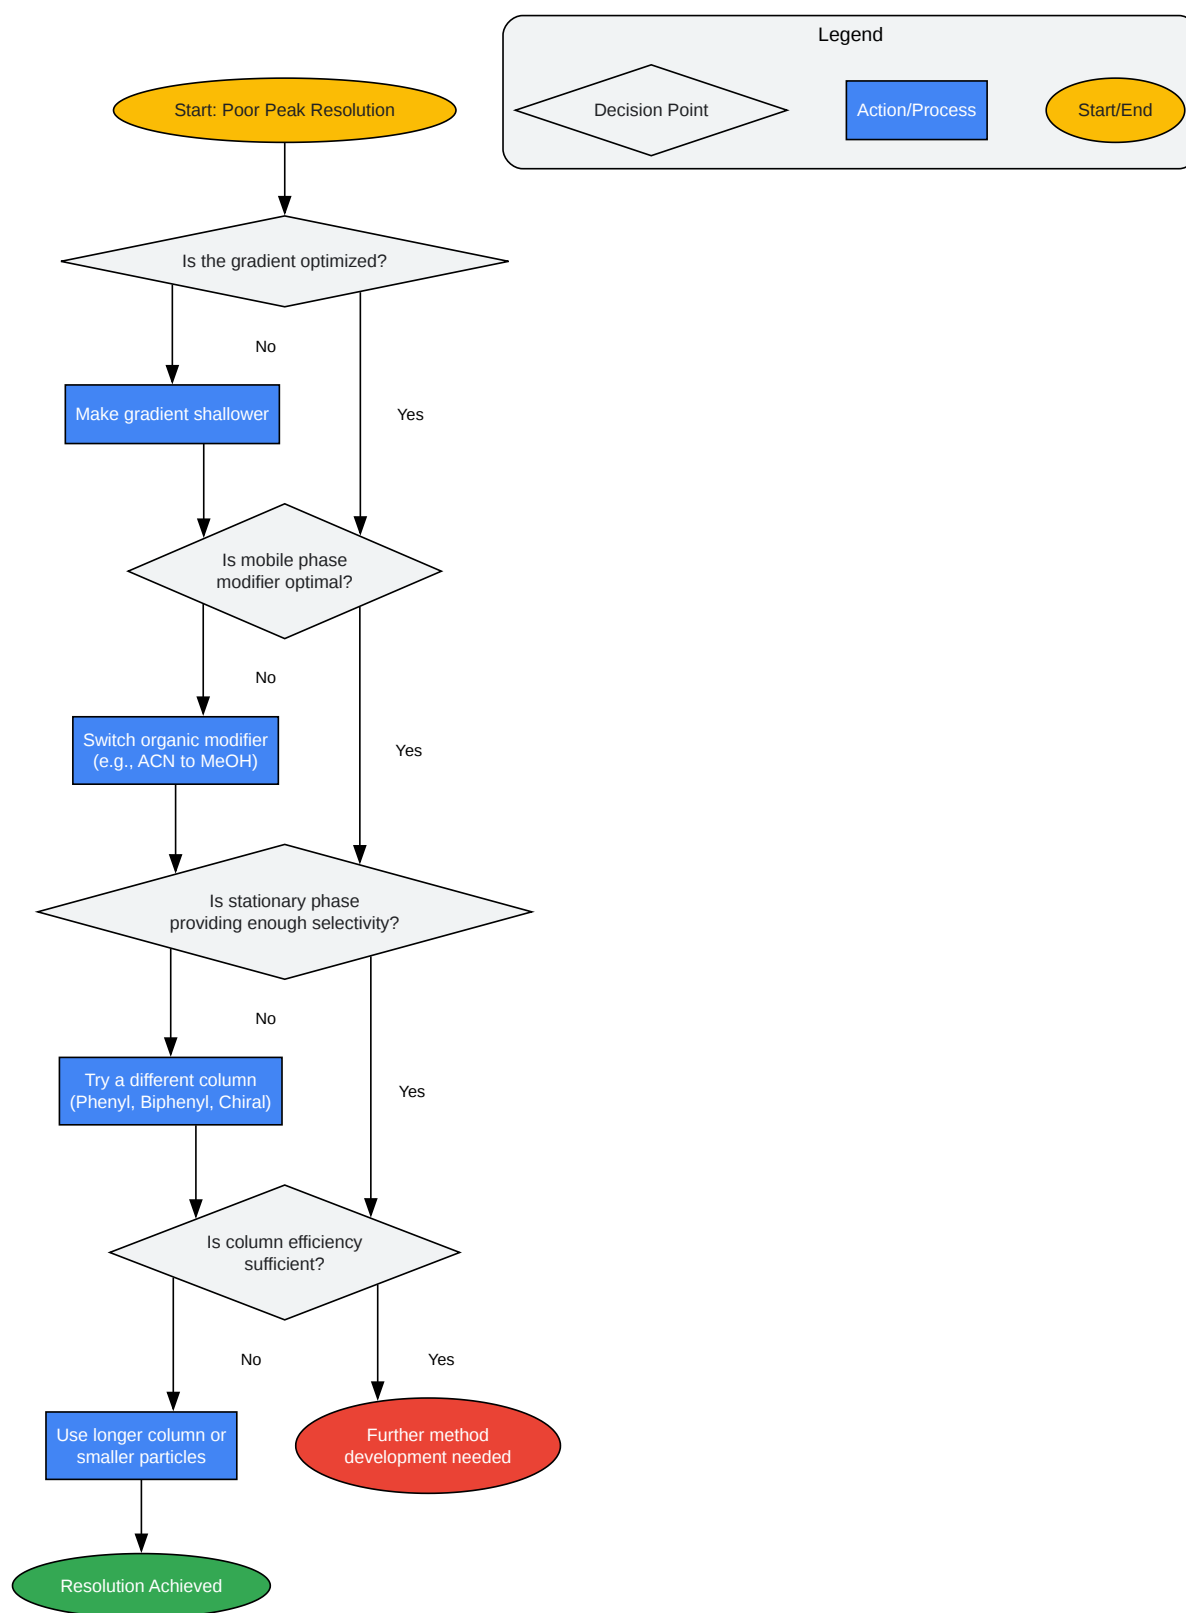 Legend
Decision Point
Action/Process
Start/End
Start: Poor Peak Resolution
Is the gradient optimized?
No
Yes
Make gradient shallower
Is mobile phase
modifier optimal?
No
Yes
Switch organic modifier
(e.g., ACN to MeOH)
Is stationary phase
providing enough selectivity?
No
Yes
Try a different column
(Phenyl, Biphenyl, Chiral)
Is column efficiency
sufficient?
No
Yes
Use longer column or
smaller particles
Further method
development needed
Resolution Achieved